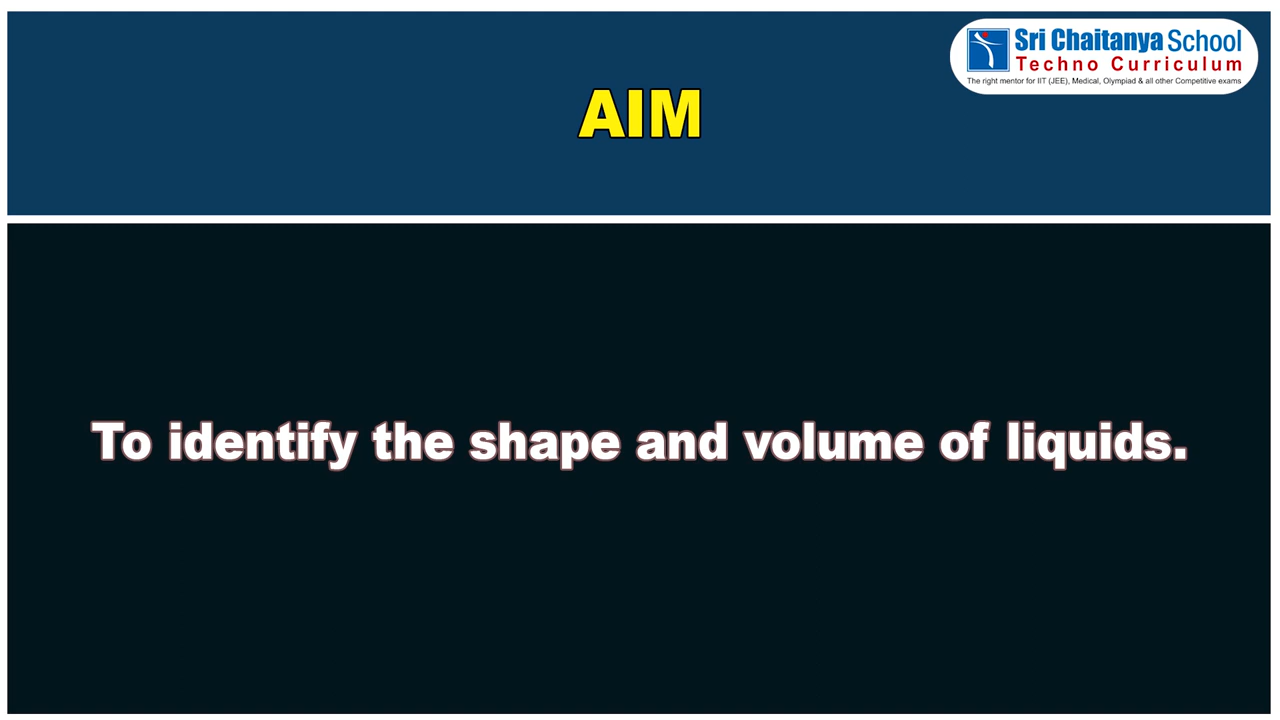 Sri Chaitanya School
Techno Curriculum
The right mentor for IIT (JEE), Medical, Olympiad & all other Competitive exams
AIM
To identify the shape and volume of liquids.